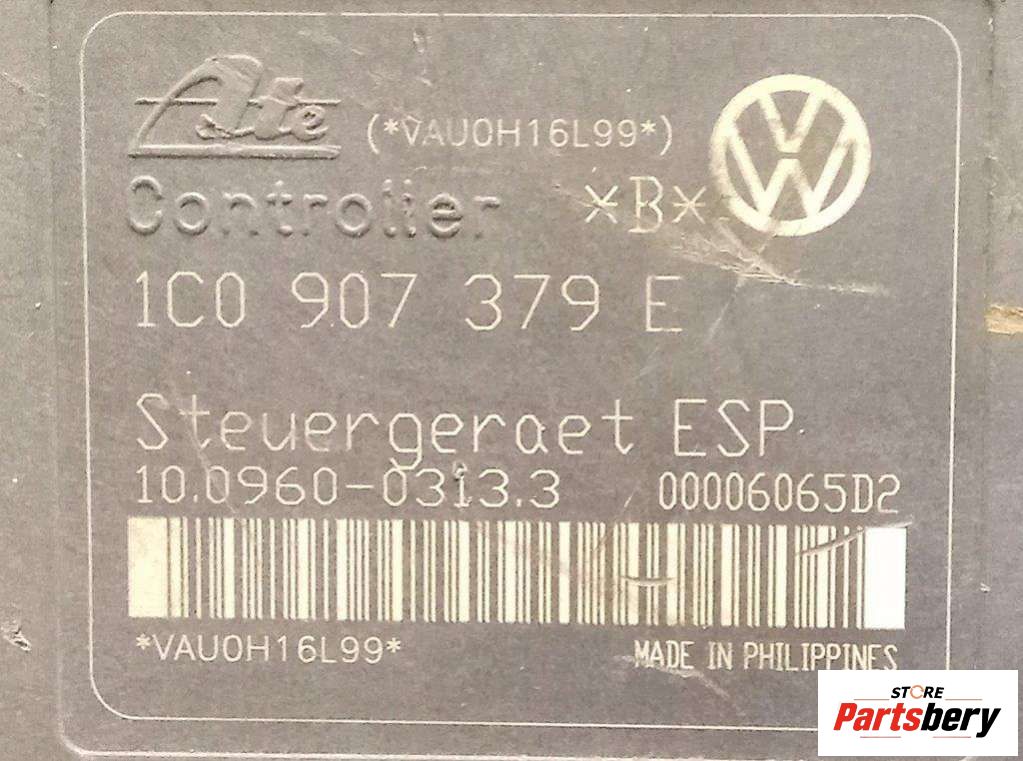 Ate (*VAU0H16L99*)
Controller *B*
1C0 907 379 E
Steuergeraet ESP
10.0960-0313.3 00006065D2
*VAU0H16L99* MADE IN PHILIPPINES
STORE
Partsbery